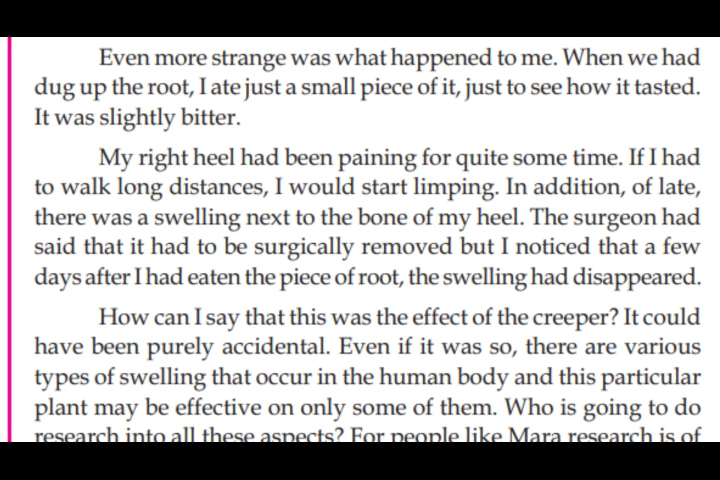 Even more strange was what happened to me. When we had
dug up the root, I ate just a small piece of it, just to see how it tasted.
It was slightly bitter.
My right heel had been paining for quite some time. If I had
to walk long distances, I would start limping. In addition, of late,
there was a swelling next to the bone of my heel. The surgeon had
said that it had to be surgically removed but I noticed that a few
days after I had eaten the piece of root, the swelling had disappeared.
How can I say that this was the effect of the creeper? It could
have been purely accidental. Even if it was so, there are various
types of swelling that occur in the human body and this particular
plant may be effective on only some of them. Who is going to do
research into all these aspects? For people like Mara research is of